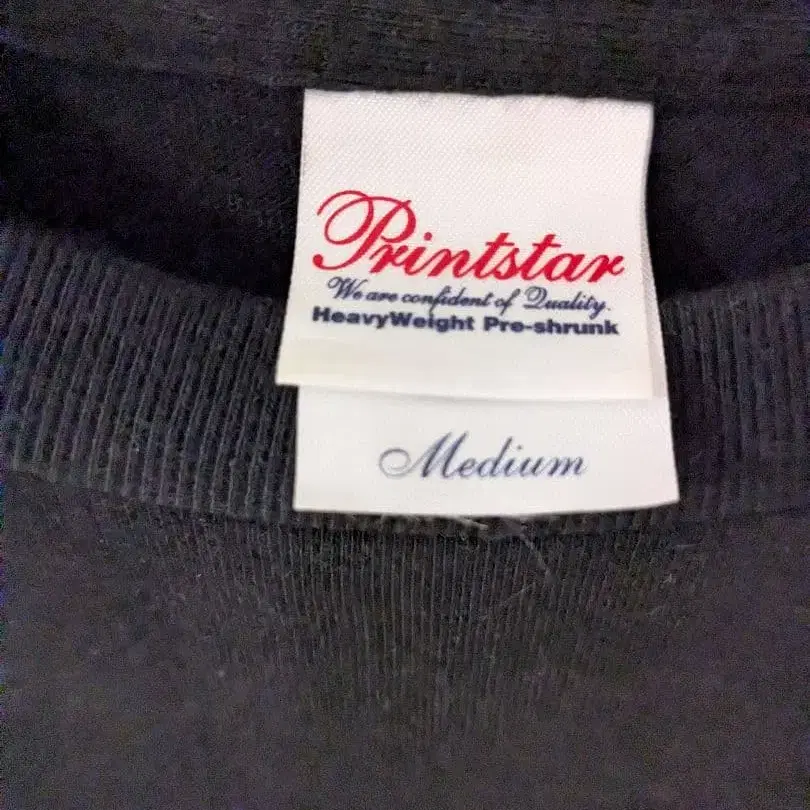 Printstar
We are confident of Quality.
HeavyWeight Pre-shrunk
Medium